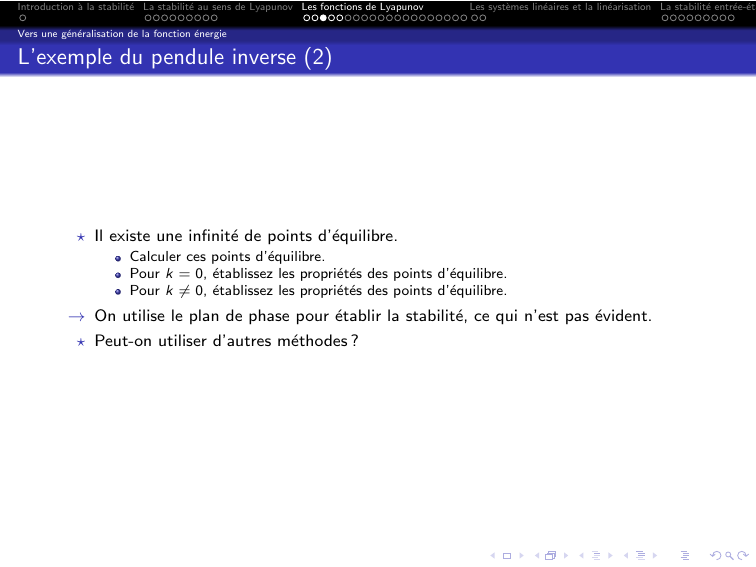 Introduction à la stabilité La stabilité au sens de Lyapunov Les fonctions de Lyapunov Les systèmes linéaires et la linéarisation La stabilité entrée-ét
Vers une généralisation de la fonction énergie
L'exemple du pendule inverse (2)
⋆ Il existe une infinité de points d'équilibre.
Calculer ces points d'équilibre.
Pour k = 0, établissez les propriétés des points d'équilibre.
Pour k ≠ 0, établissez les propriétés des points d'équilibre.
→ On utilise le plan de phase pour établir la stabilité, ce qui n'est pas évident.
⋆ Peut-on utiliser d'autres méthodes ?